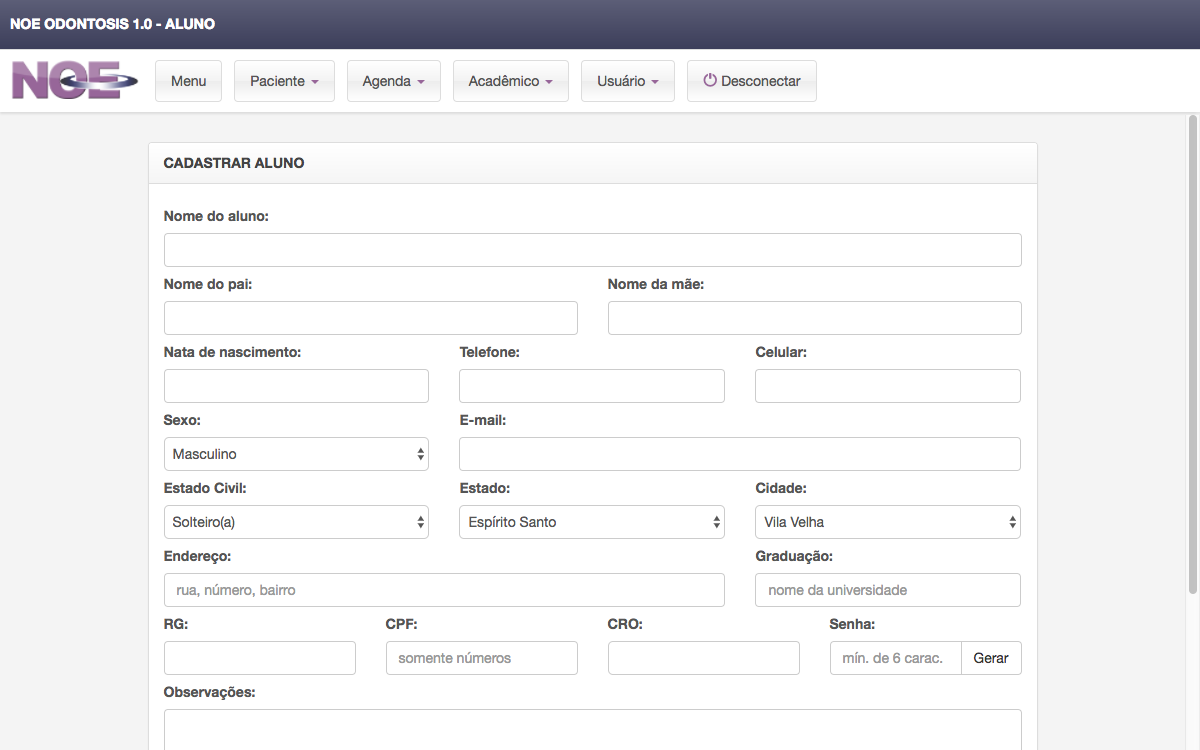 NOE ODONTOSIS 1.0 - ALUNO
NOE Menu Paciente Agenda Acadêmico Usuário Desconectar
CADASTRAR ALUNO
Nome do aluno:
Nome do pai: Nome da mãe:
Nata de nascimento: Telefone: Celular:
Sexo: E-mail:
Masculino
Estado Civil: Estado: Cidade:
Solteiro(a) Espírito Santo Vila Velha
Endereço: Graduação:
rua, número, bairro nome da universidade
RG: CPF: CRO: Senha:
somente números mín. de 6 carac. Gerar
Observações: